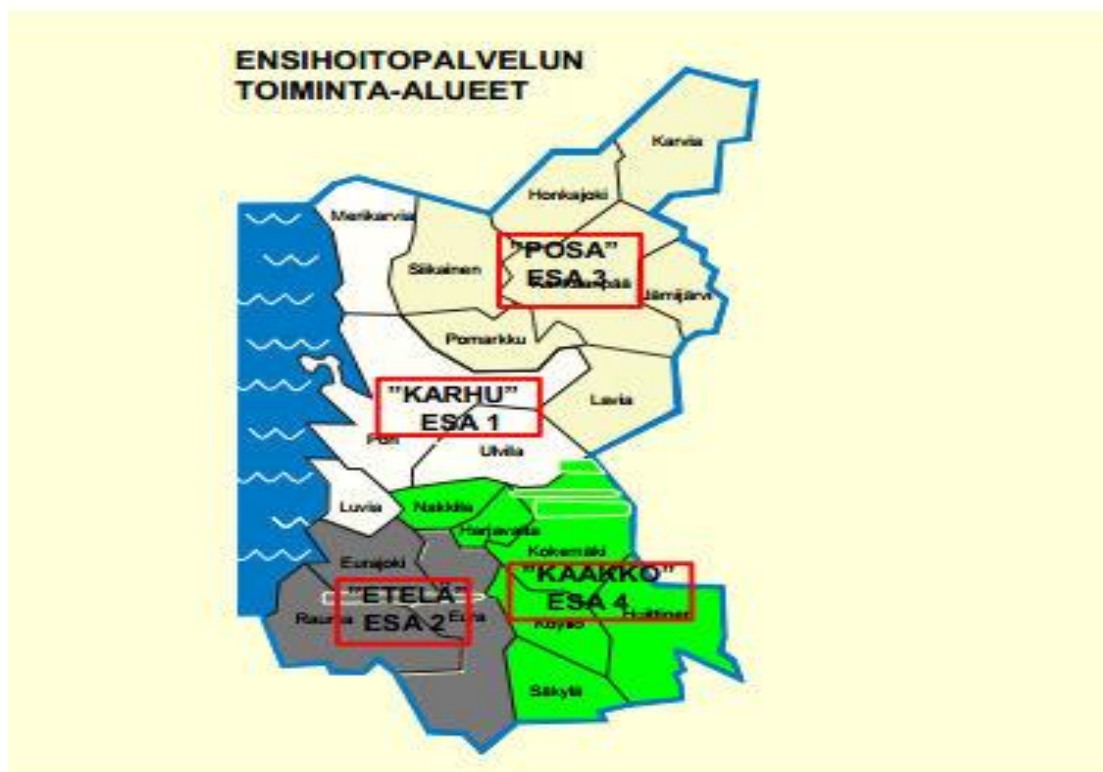 ENSIHOITOPALVELUN
TOIMINTA-ALUEET
Karvia
Honkajoki
Merikarvia
"POSA"
ESA 3
Siikainen
Kankaanpää
Jämijärvi
Pomarkku
"KARHU"
ESA 1
Lavia
Pori
Ulvila
Luvia
Nakkila
Harjavalta
Kokemäki
Eurajoki
"KAAKKO"
ESA 4
"ETELÄ"
ESA 2
Rauma
Eura
Köyliö
Huittinen
Säkylä